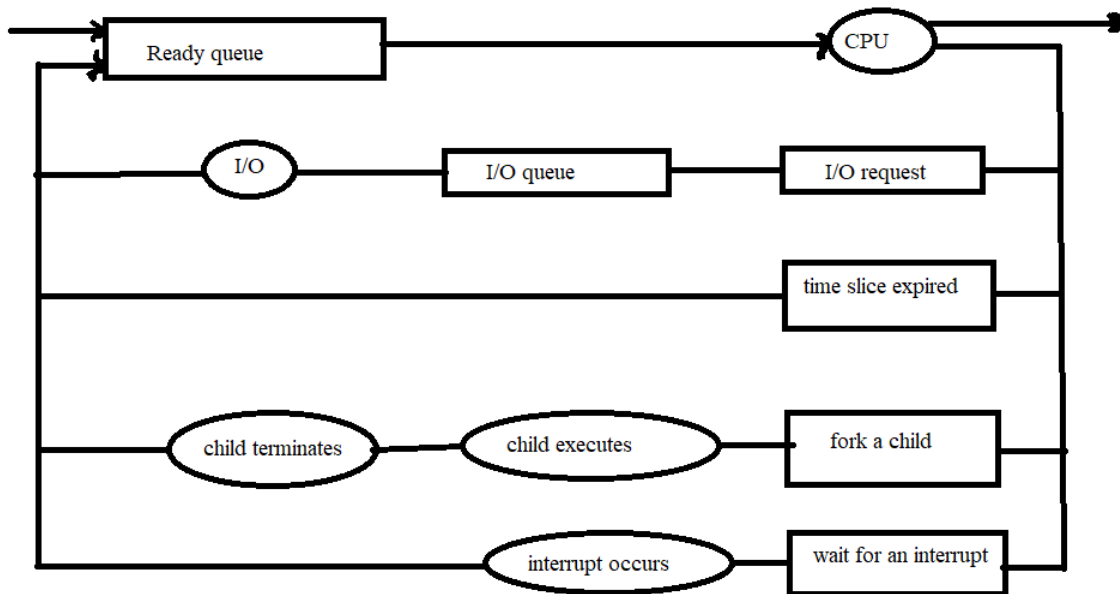 Ready queue
CPU
I/O
I/O queue
I/O request
time slice expired
child terminates
child executes
fork a child
interrupt occurs
wait for an interrupt